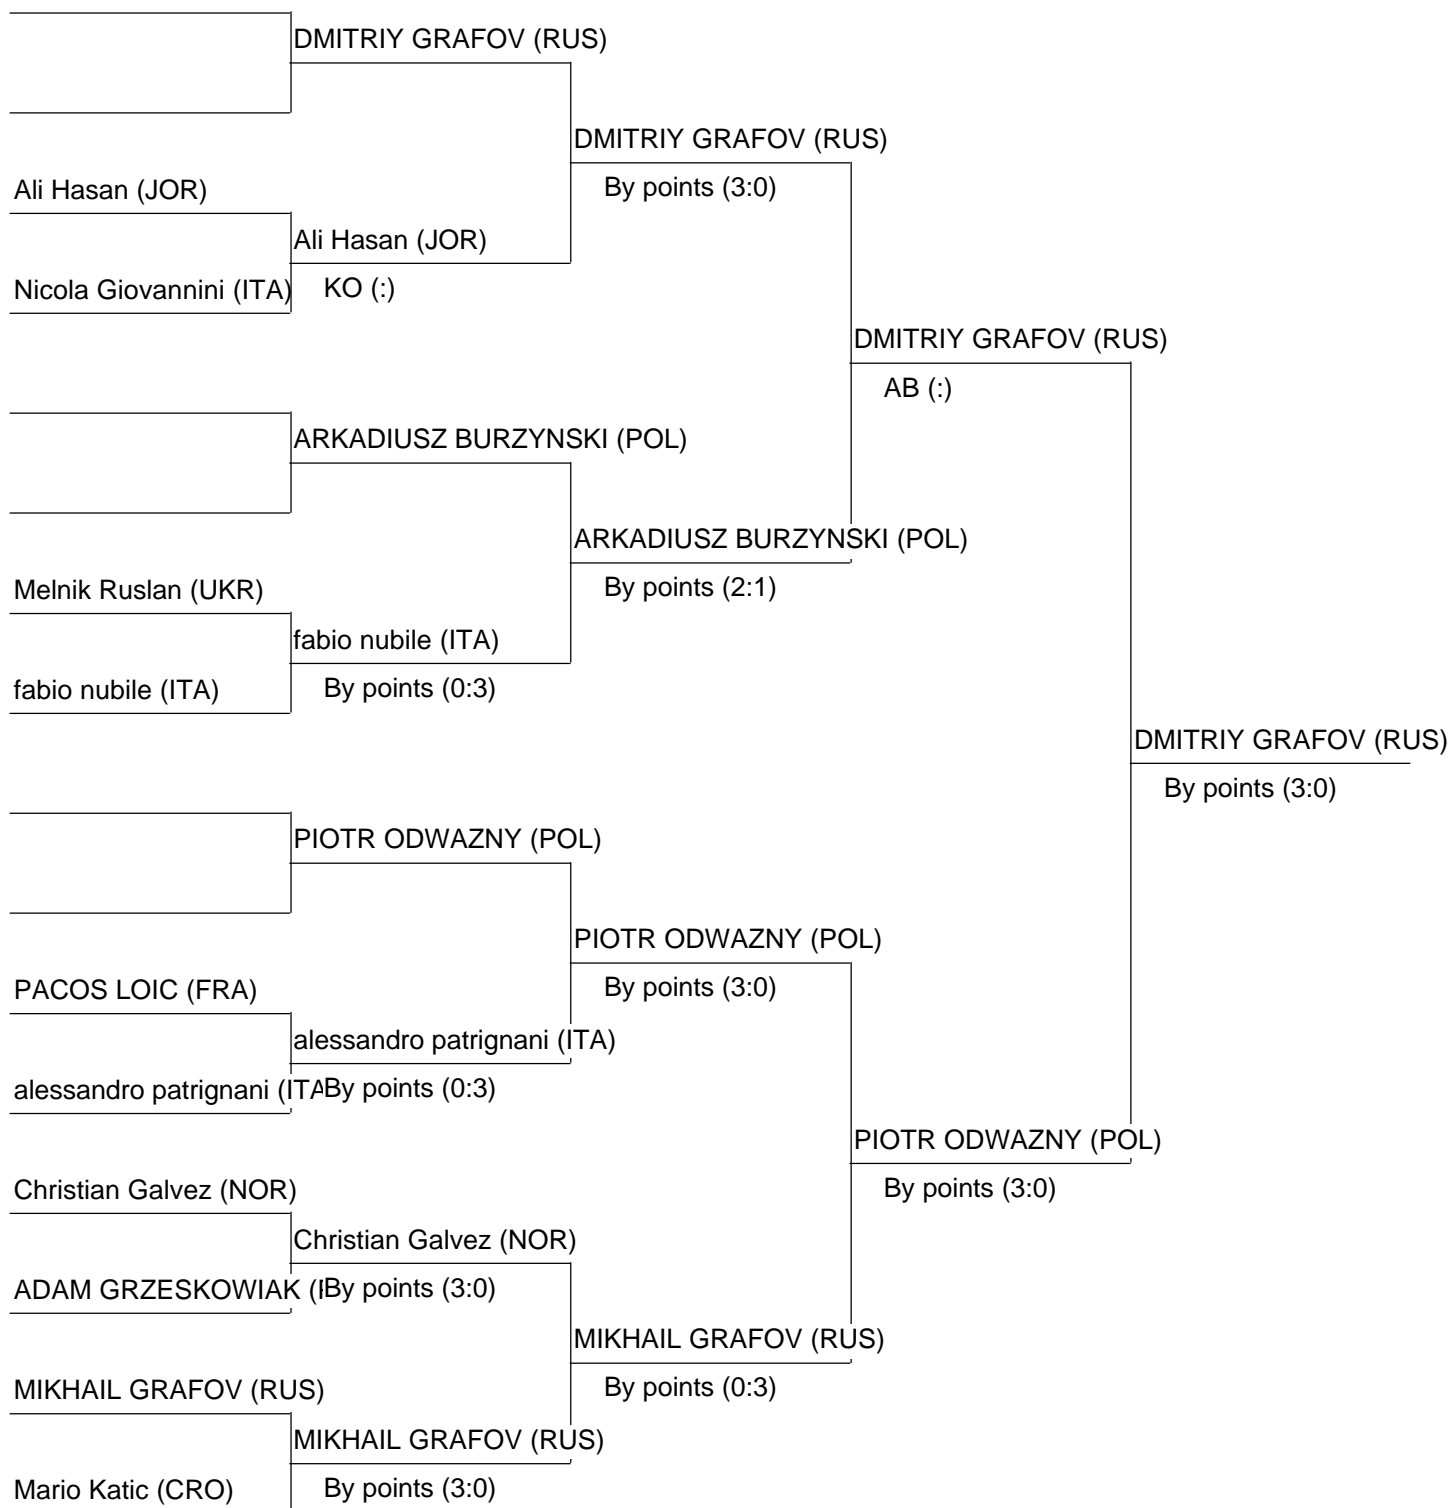 DMITRIY GRAFOV (RUS)
DMITRIY GRAFOV (RUS)
By points (3:0)
Ali Hasan (JOR)
Ali Hasan (JOR)
KO (:)
Nicola Giovannini (ITA)
DMITRIY GRAFOV (RUS)
AB (:)
ARKADIUSZ BURZYNSKI (POL)
ARKADIUSZ BURZYNSKI (POL)
By points (2:1)
Melnik Ruslan (UKR)
fabio nubile (ITA)
By points (0:3)
fabio nubile (ITA)
DMITRIY GRAFOV (RUS)
By points (3:0)
PIOTR ODWAZNY (POL)
PIOTR ODWAZNY (POL)
By points (3:0)
PACOS LOIC (FRA)
alessandro patrignani (ITA)
By points (0:3)
alessandro patrignani (ITA
PIOTR ODWAZNY (POL)
By points (3:0)
Christian Galvez (NOR)
Christian Galvez (NOR)
By points (3:0)
ADAM GRZESKOWIAK (
MIKHAIL GRAFOV (RUS)
By points (0:3)
MIKHAIL GRAFOV (RUS)
MIKHAIL GRAFOV (RUS)
By points (3:0)
Mario Katic (CRO)